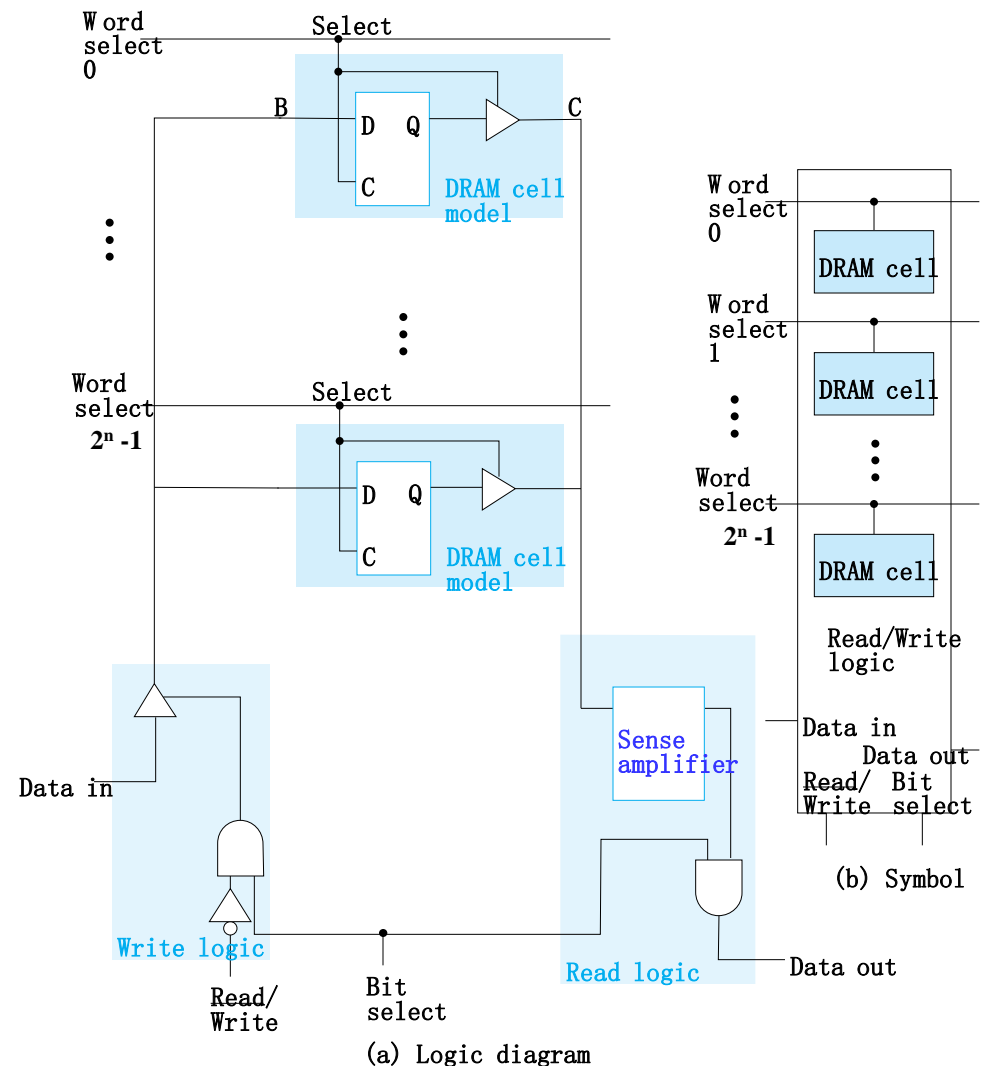 Word
select
0
Select
B
C
D
Q
C
DRAM cell
model
Word
select
2ⁿ -1
Select
D
Q
C
DRAM cell
model
Data in
Write logic
Read/
Write
Bit
select
Sense
amplifier
Read logic
Data out
(a) Logic diagram
Word
select
0
DRAM cell
Word
select
1
DRAM cell
Word
select
2ⁿ -1
DRAM cell
Read/Write
logic
Data in
Data out
Read/
Write
Bit
select
(b) Symbol